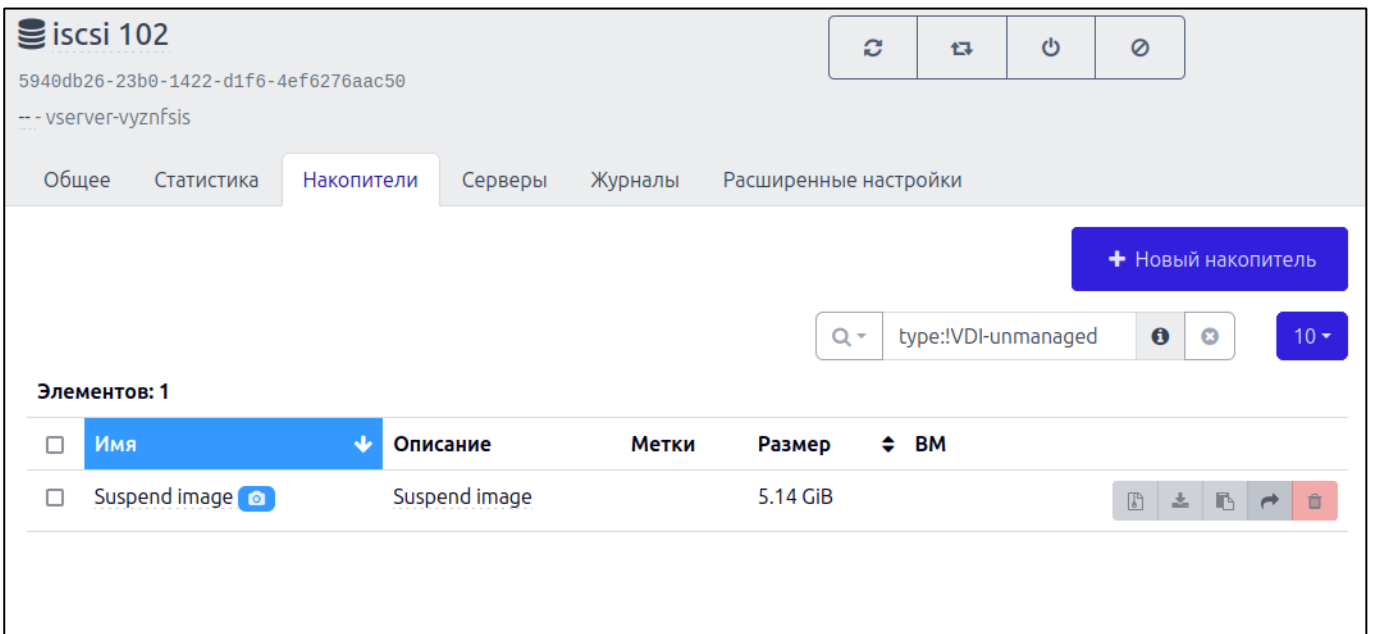 iscsi 102
5940db26-23b0-1422-d1f6-4ef6276aac50
-- - vserver-vyznfsis
Общее Статистика Накопители Серверы Журналы Расширенные настройки
+ Новый накопитель
type:!VDI-unmanaged 10
Элементов: 1
Имя Описание Метки Размер ВМ
Suspend image Suspend image 5.14 GiB